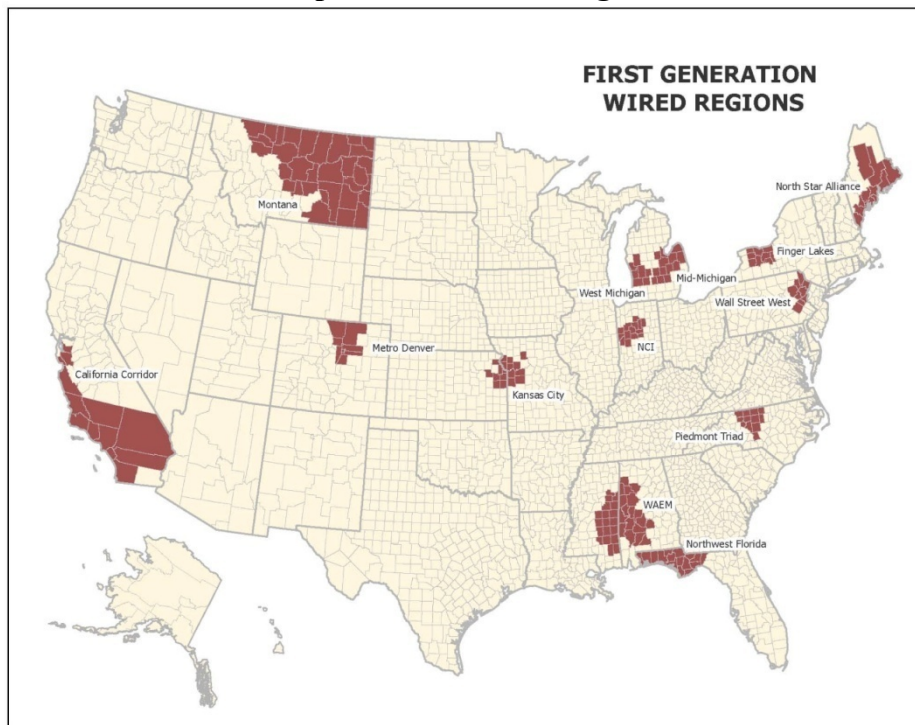 FIRST GENERATION
WIRED REGIONS
North Star Alliance
Montana
Finger Lakes
Mid-Michigan
West Michigan
Wall Street West
NCI
Metro Denver
California Corridor
Kansas City
Piedmont Triad
WAEM
Northwest Florida